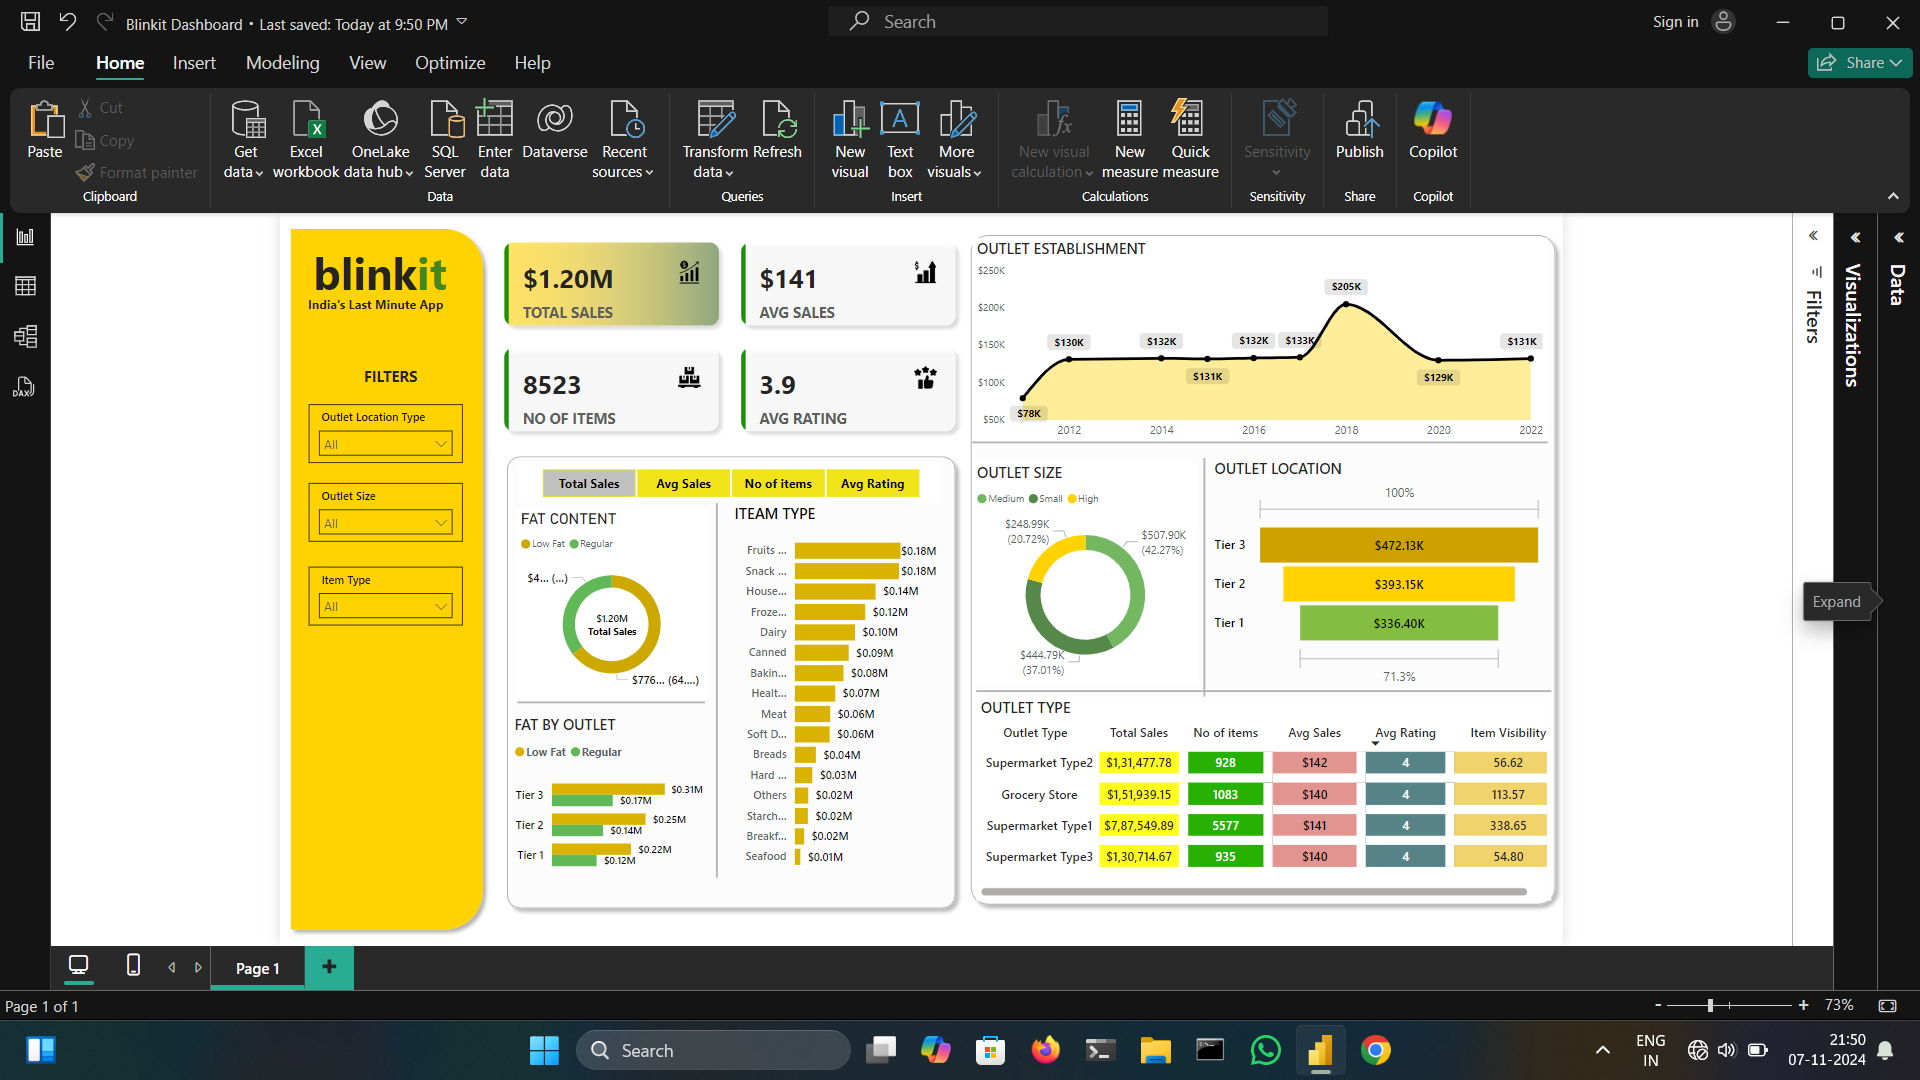 Blinkit Dashboard • Last saved: Today at 9:50 PM
Search
Sign in
File
Home
Insert
Modeling
View
Optimize
Help
Share
Paste
Cut
Copy
Format painter
Clipboard
Get data
Excel workbook
OneLake data hub
SQL Server
Enter data
Dataverse
Recent sources
Data
Transform data
Refresh
Queries
New visual
Text box
More visuals
Insert
New visual calculation
New measure
Quick measure
Calculations
Sensitivity
Sensitivity
Publish
Share
Copilot
Copilot
blinkit
India's Last Minute App
FILTERS
Outlet Location Type
All
Outlet Size
All
Item Type
All
$1.20M
TOTAL SALES
$141
AVG SALES
8523
NO OF ITEMS
3.9
AVG RATING
Total Sales
Avg Sales
No of items
Avg Rating
FAT CONTENT
Low Fat Regular
$4... (...)
$1.20M
Total Sales
$776... (64....)
FAT BY OUTLET
Low Fat Regular
Tier 3 $0.31M
$0.17M
Tier 2 $0.25M
$0.14M
Tier 1 $0.22M
$0.12M
ITEAM TYPE
Fruits ... $0.18M
Snack ... $0.18M
House... $0.14M
Froze... $0.12M
Dairy $0.10M
Canned $0.09M
Bakin... $0.08M
Healt... $0.07M
Meat $0.06M
Soft D... $0.06M
Breads $0.04M
Hard ... $0.03M
Others $0.02M
Starch... $0.02M
Breakf... $0.02M
Seafood $0.01M
OUTLET ESTABLISHMENT
$250K
$200K
$150K
$100K
$50K
$78K
$130K
$132K
$131K
$132K
$133K
$205K
$129K
$131K
2012 2014 2016 2018 2020 2022
OUTLET SIZE
Medium Small High
$248.99K
(20.72%)
$507.90K
(42.27%)
$444.79K
(37.01%)
OUTLET LOCATION
100%
Tier 3 $472.13K
Tier 2 $393.15K
Tier 1 $336.40K
71.3%
OUTLET TYPE
Outlet Type Total Sales No of items Avg Sales Avg Rating Item Visibility
Supermarket Type2 $1,31,477.78 928 $142 4 56.62
Grocery Store $1,51,939.15 1083 $140 4 113.57
Supermarket Type1 $7,87,549.89 5577 $141 4 338.65
Supermarket Type3 $1,30,714.67 935 $140 4 54.80
Filters
Visualizations
Data
Expand
DAX
Page 1
+
Page 1 of 1
- + 73%
Search
ENG
IN
21:50
07-11-2024